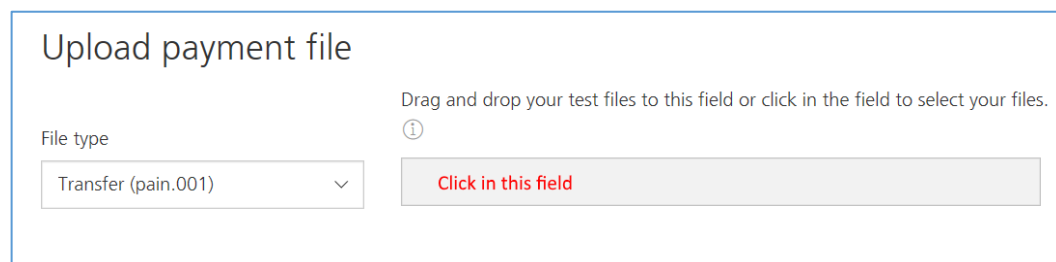 Upload payment file
Drag and drop your test files to this field or click in the field to select your files.
File type
Transfer (pain.001)
Click in this field